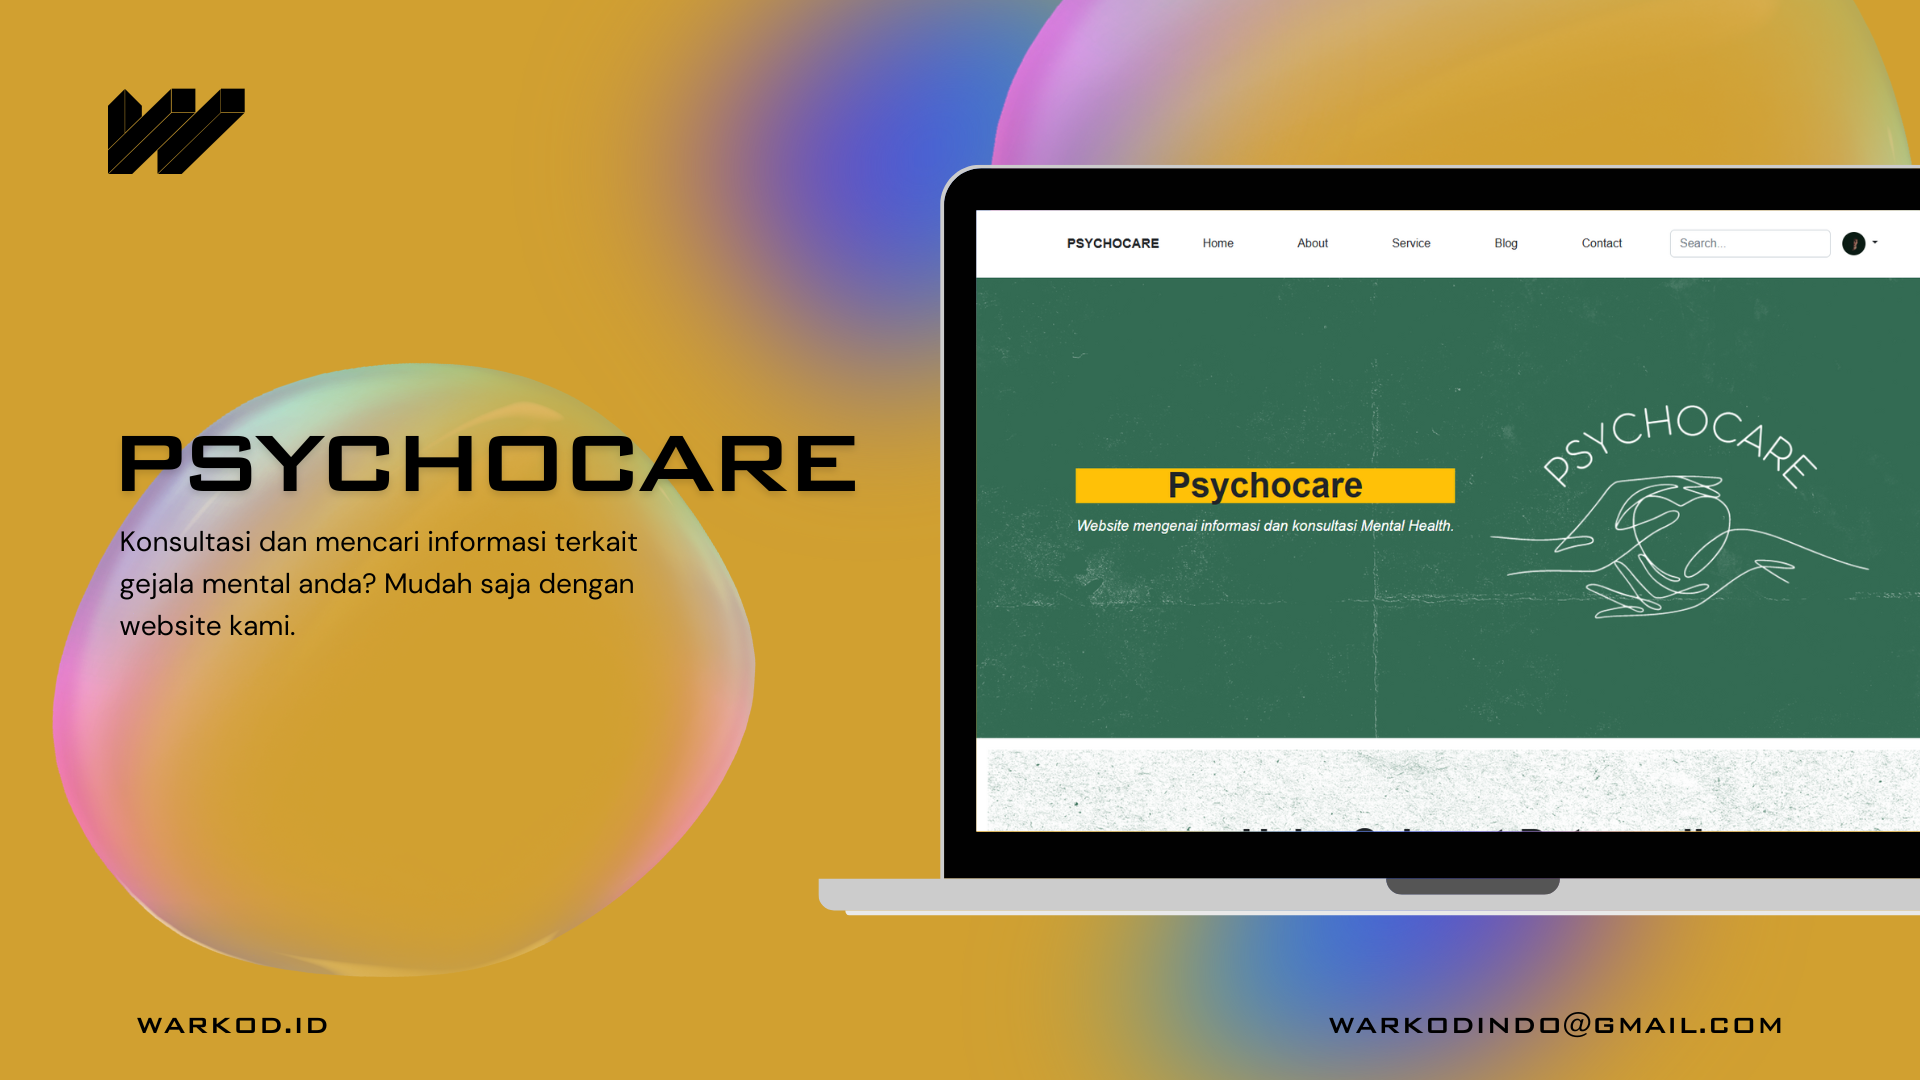 PSYCHOCARE
Konsultasi dan mencari informasi terkait
gejala mental anda? Mudah saja dengan
website kami.
PSYCHOCARE Home About Service Blog Contact Search...
Psychocare
Website mengenai informasi dan konsultasi Mental Health.
PSYCHOCARE
WARKOD.ID
WARKODINDO@GMAIL.COM